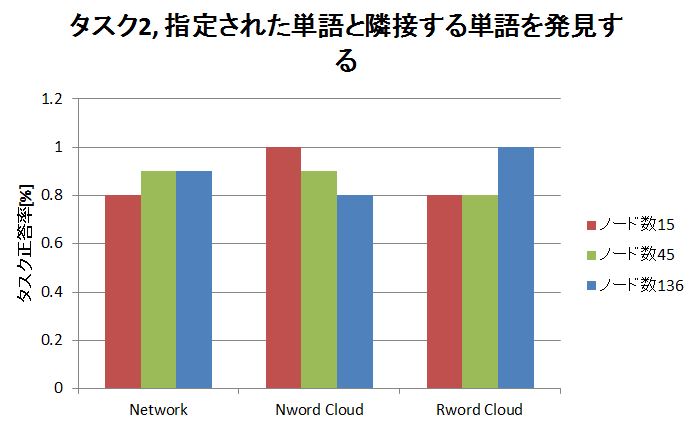 タスク2, 指定された単語と隣接する単語を発見す
る
タスク正答率[%]
1.2
1
0.8
0.6
0.4
0.2
0
Network
Nword Cloud
Rword Cloud
ノード数15
ノード数45
ノード数136